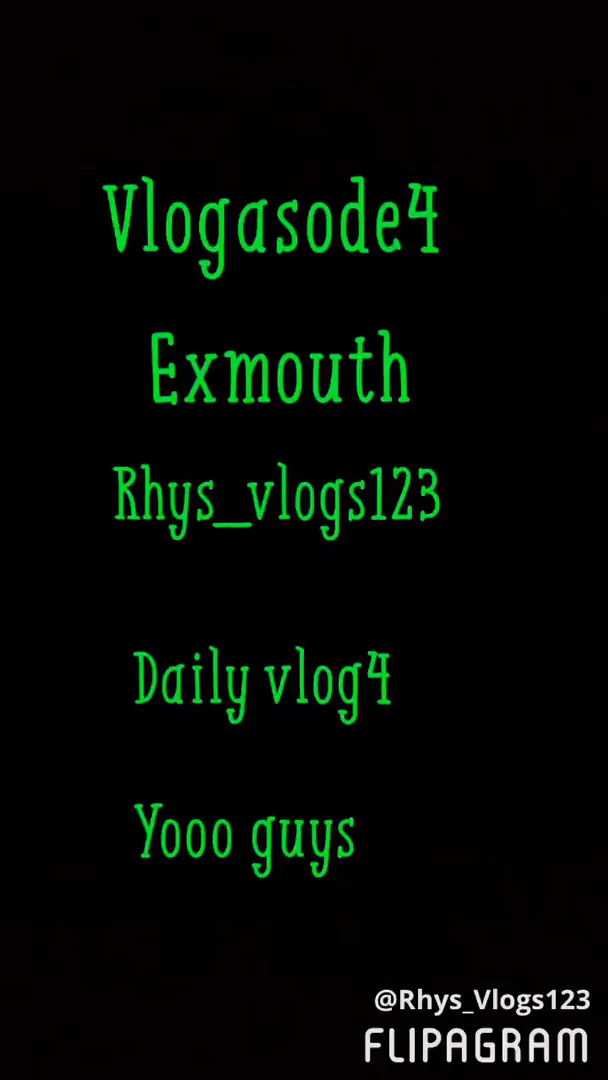 Vlogasode4
Exmouth
Rhys_vlogs123
Daily vlog4
Yooo guys
@Rhys_Vlogs123
FLIPAGRAM